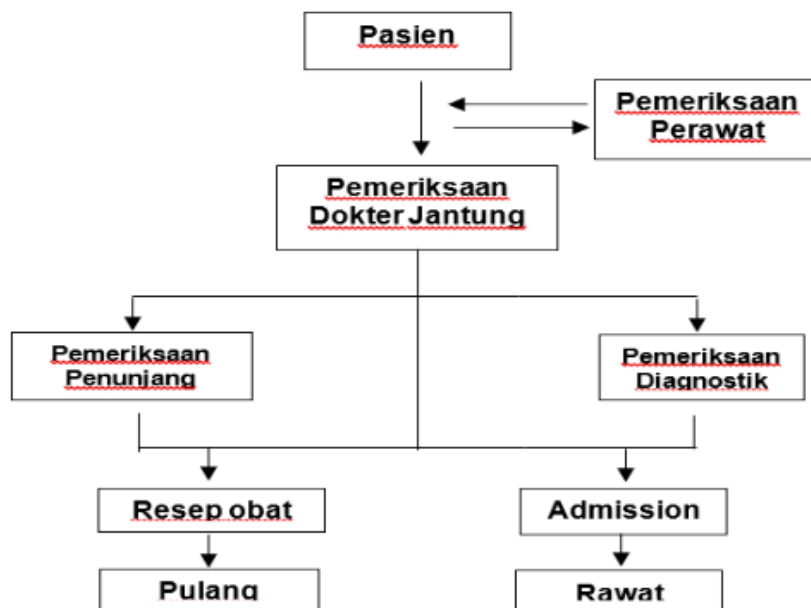 Pasien
Pemeriksaan
Perawat
Pemeriksaan
Dokter Jantung
Pemeriksaan
Penunjang
Pemeriksaan
Diagnostik
Resep obat
Admission
Pulang
Rawat